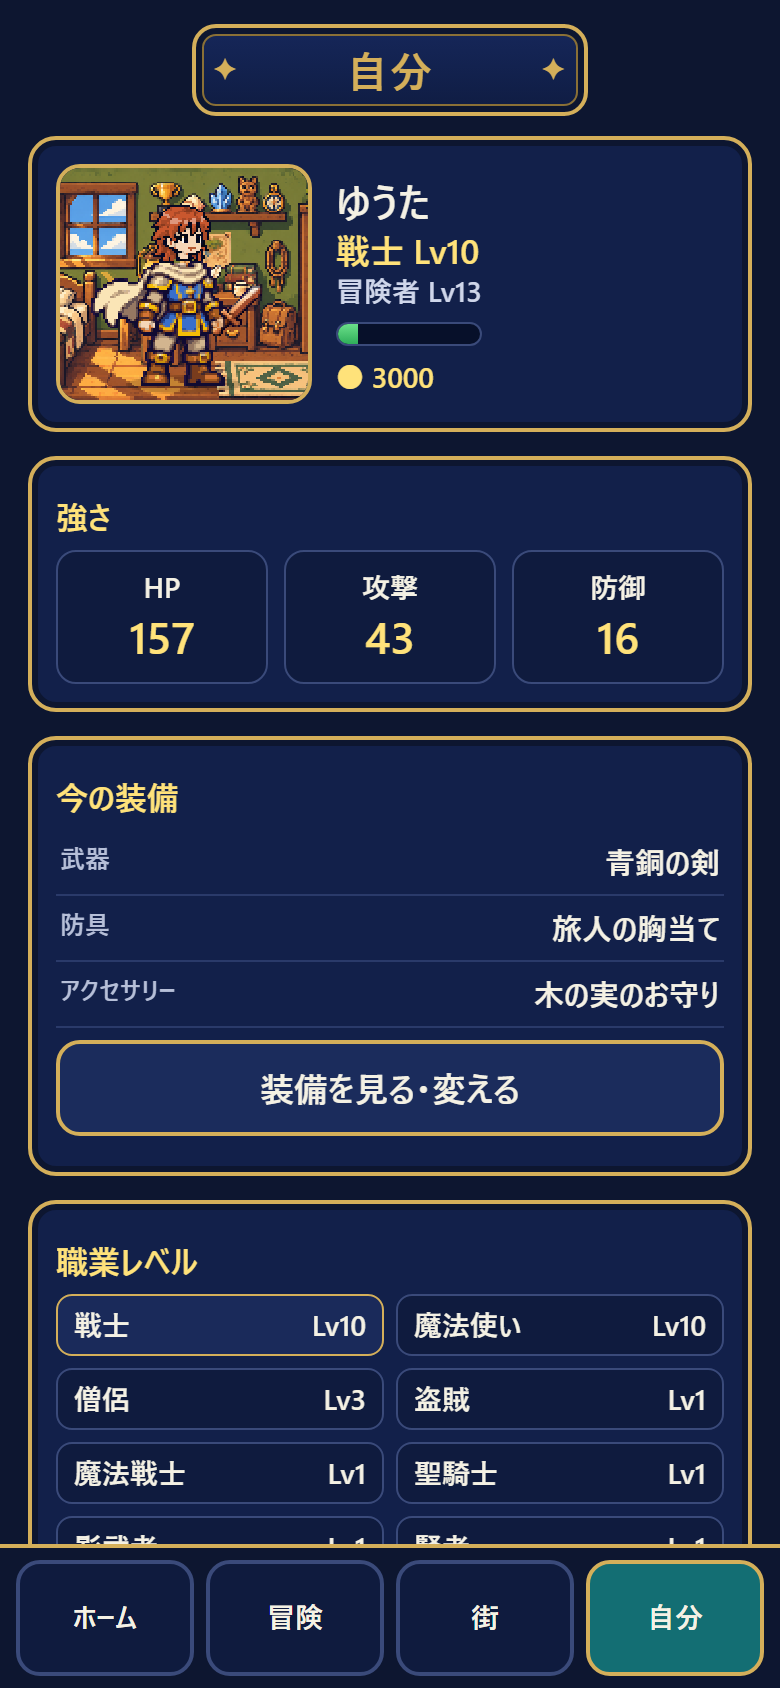 自分
ゆうた
戦士 Lv10
冒険者 Lv13
3000
強さ
HP 攻撃 防御
157 43 16
今の装備
武器 青銅の剣
防具 旅人の胸当て
アクセサリー 木の実のお守り
装備を見る・変える
職業レベル
戦士 Lv10 魔法使い Lv10
僧侶 Lv3 盗賊 Lv1
魔法戦士 Lv1 聖騎士 Lv1
ホーム 冒険 街 自分